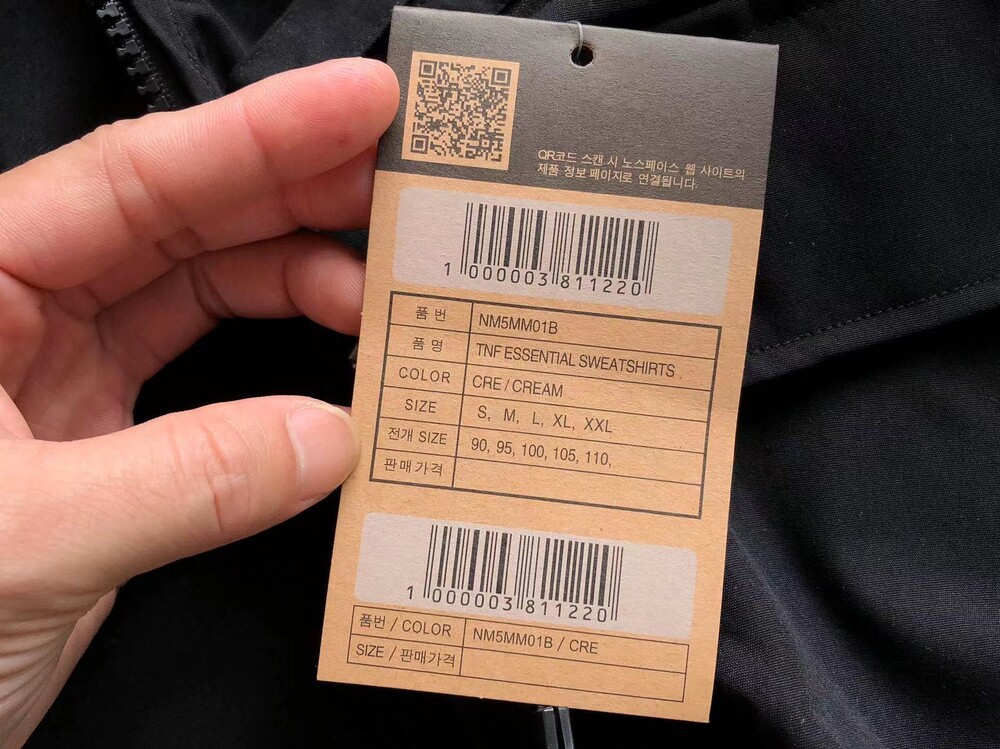 QR코드 스캔 시 노스페이스 웹 사이트의
제품 정보 페이지로 연결됩니다.
1 000003 811220
품 번 NM5MM01B
품 명 TNF ESSENTIAL SWEATSHIRTS
COLOR CRE / CREAM
SIZE S, M, L, XL, XXL
전개 SIZE 90, 95, 100, 105, 110,
판매가격
1 000003 811220
품번 / COLOR NM5MM01B / CRE
SIZE / 판매가격